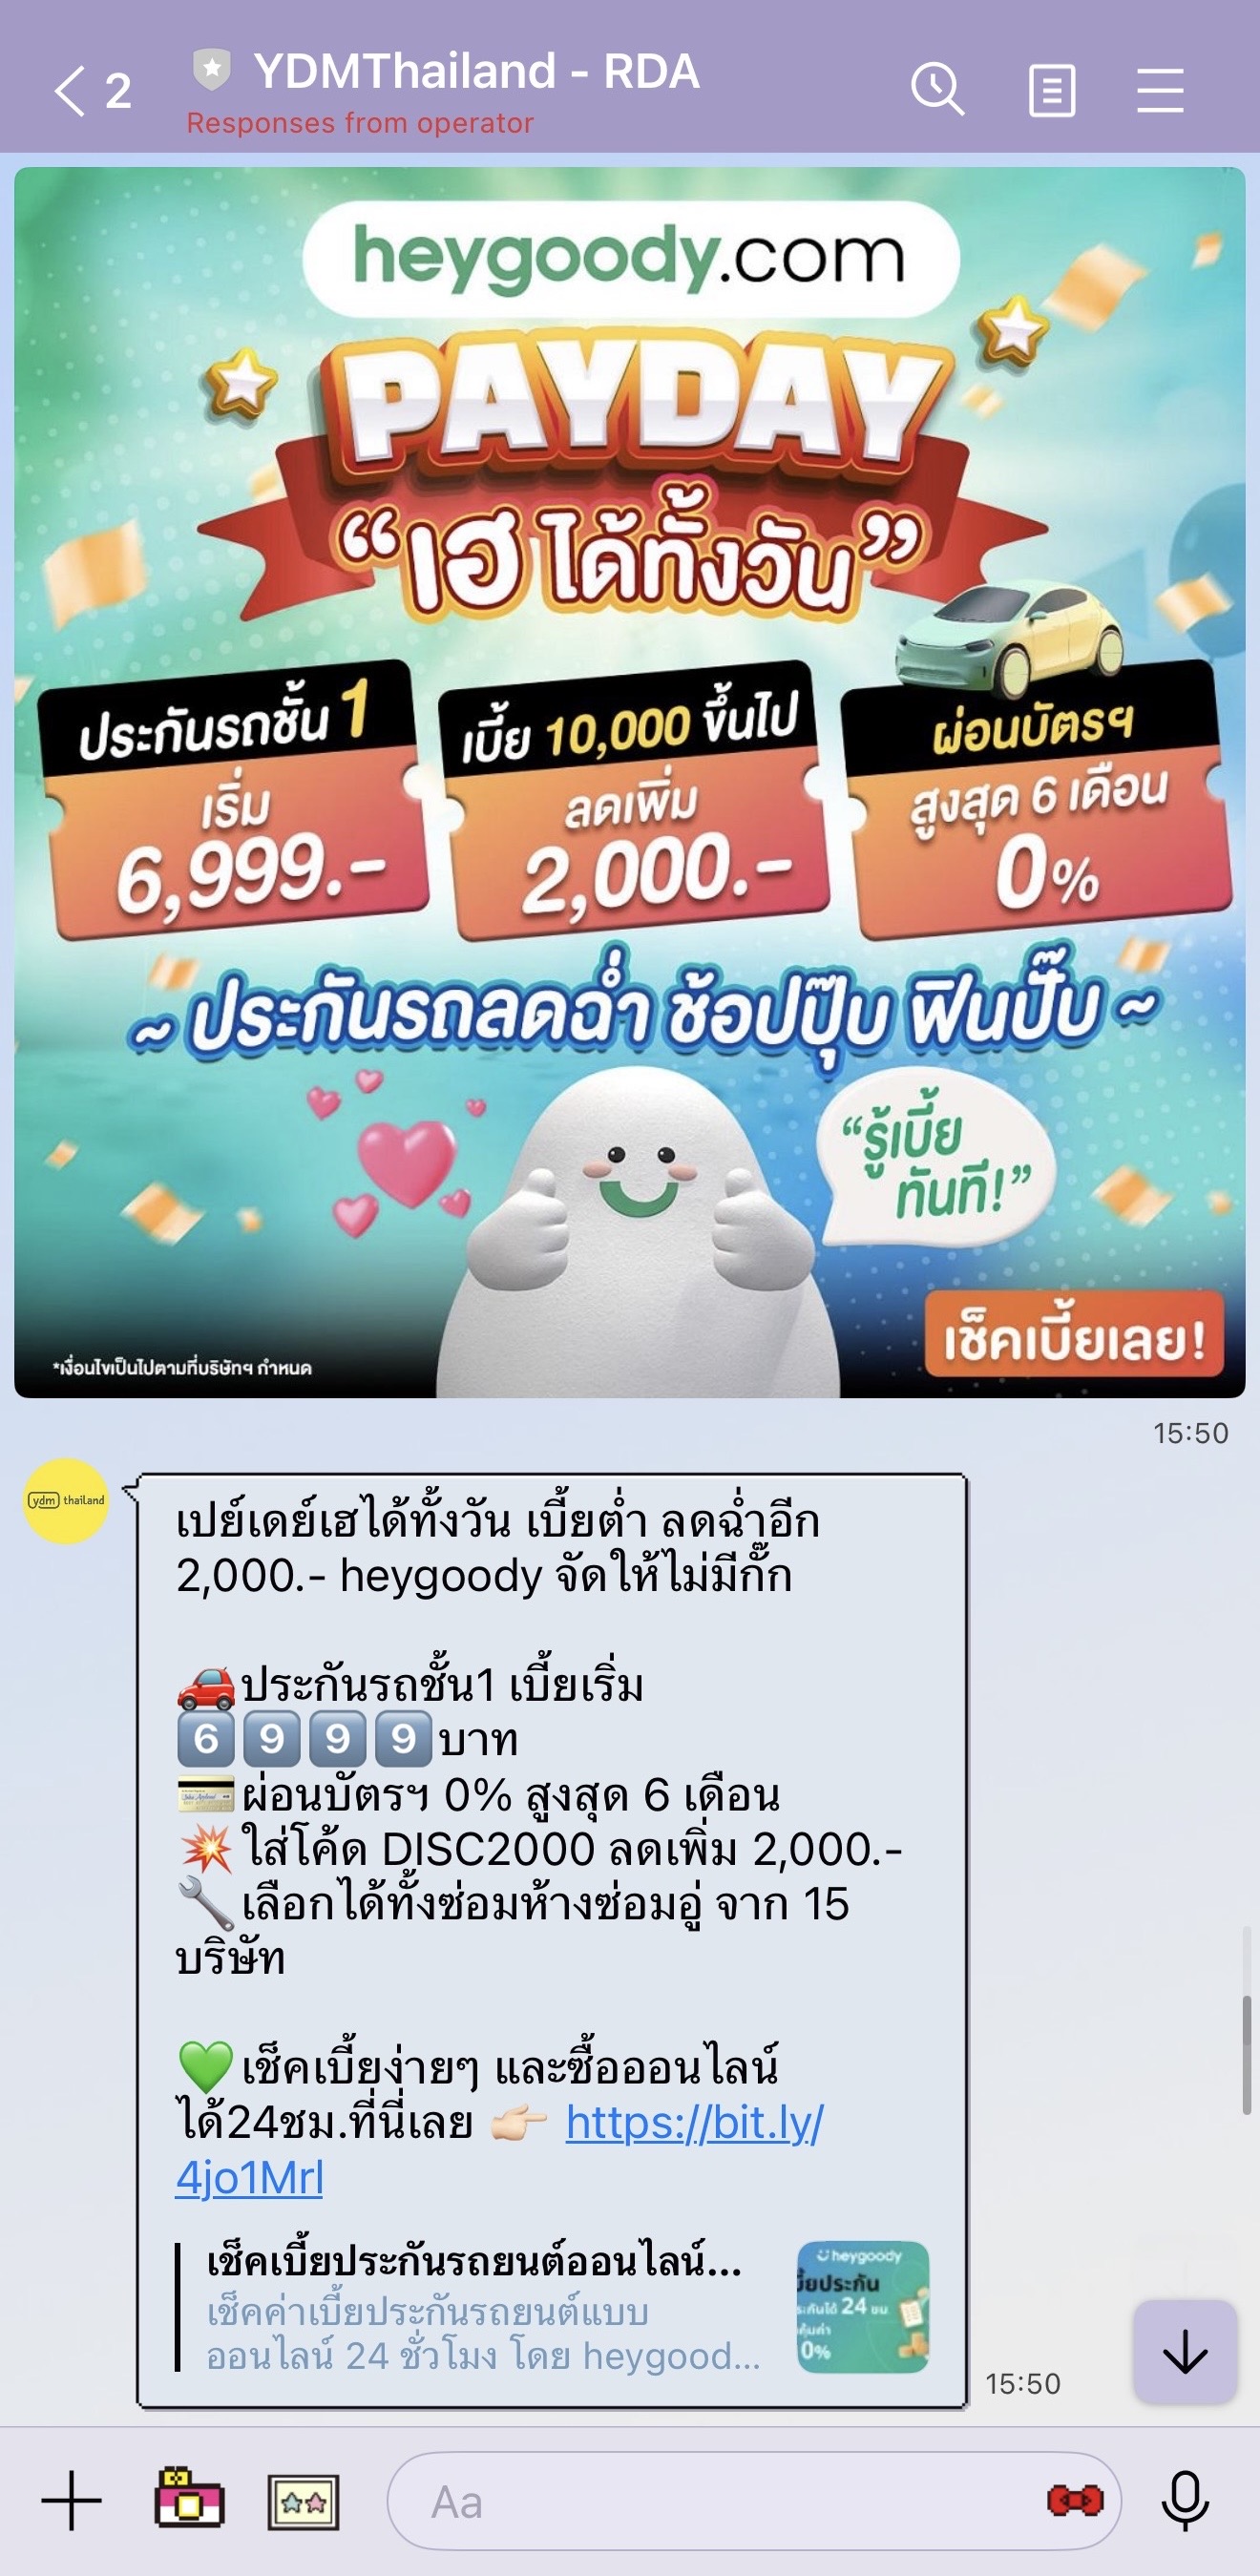 2
YDMThailand - RDA
Responses from operator
heygoody.com
PAYDAY
“เฮ ได้ทั้งวัน”
ประกันรถชั้น 1
เริ่ม
6,999.-
เบี้ย 10,000 ขึ้นไป
ลดเพิ่ม
2,000.-
ผ่อนบัตรฯ
สูงสุด 6 เดือน
0%
~ ประกันรถลดฉ่ำ ช้อปปุ๊บ ฟินปั๊บ ~
“รู้เบี้ย
ทันที!”
เช็คเบี้ยเลย!
*เงื่อนไขเป็นไปตามที่บริษัทฯ กำหนด
15:50
ydm thailand
เปย์เดย์เฮได้ทั้งวัน เบี้ยต่ำ ลดฉ่ำอีก
2,000.- heygoody จัดให้ไม่มีกั๊ก
🚗ประกันรถชั้น1 เบี้ยเริ่ม
6️⃣9️⃣9️⃣9️⃣บาท
💳ผ่อนบัตรฯ 0% สูงสุด 6 เดือน
💥ใส่โค้ด DISC2000 ลดเพิ่ม 2,000.-
🔧เลือกได้ทั้งซ่อมห้างซ่อมอู่ จาก 15
บริษัท
💚เช็คเบี้ยง่ายๆ และซื้อออนไลน์
ได้24ชม.ที่นี่เลย 👉🏻 https://bit.ly/
4jo1Mrl
เช็คเบี้ยประกันรถยนต์ออนไลน์...
เช็คค่าเบี้ยประกันรถยนต์แบบ
ออนไลน์ 24 ชั่วโมง โดย heygood...
heygoody
24 ชม
0%
15:50
Aa